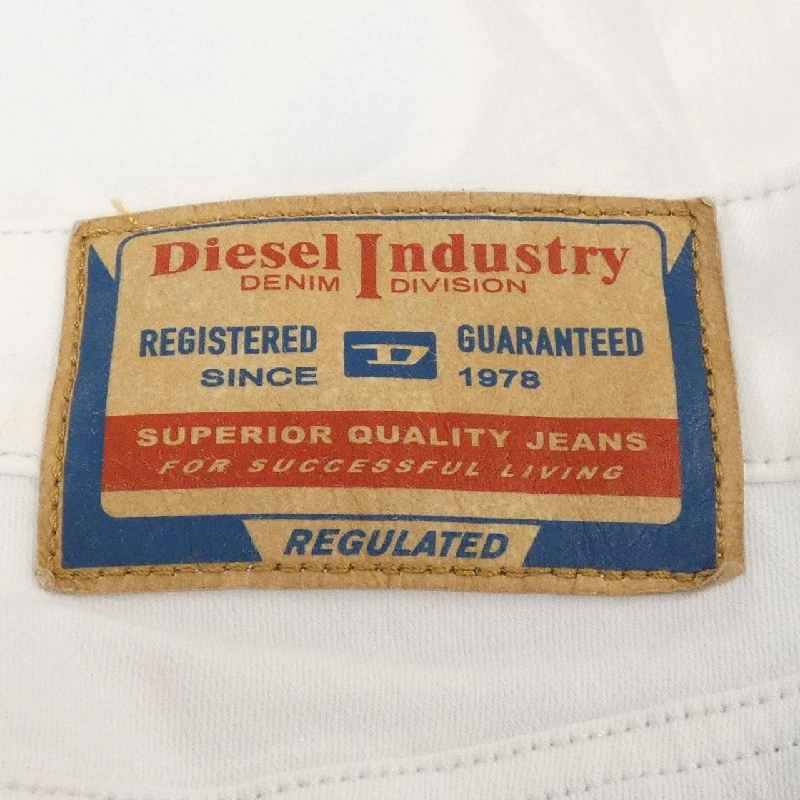 Diesel Industry
DENIM DIVISION
REGISTERED D GUARANTEED
SINCE 1978
SUPERIOR QUALITY JEANS
FOR SUCCESSFUL LIVING
REGULATED